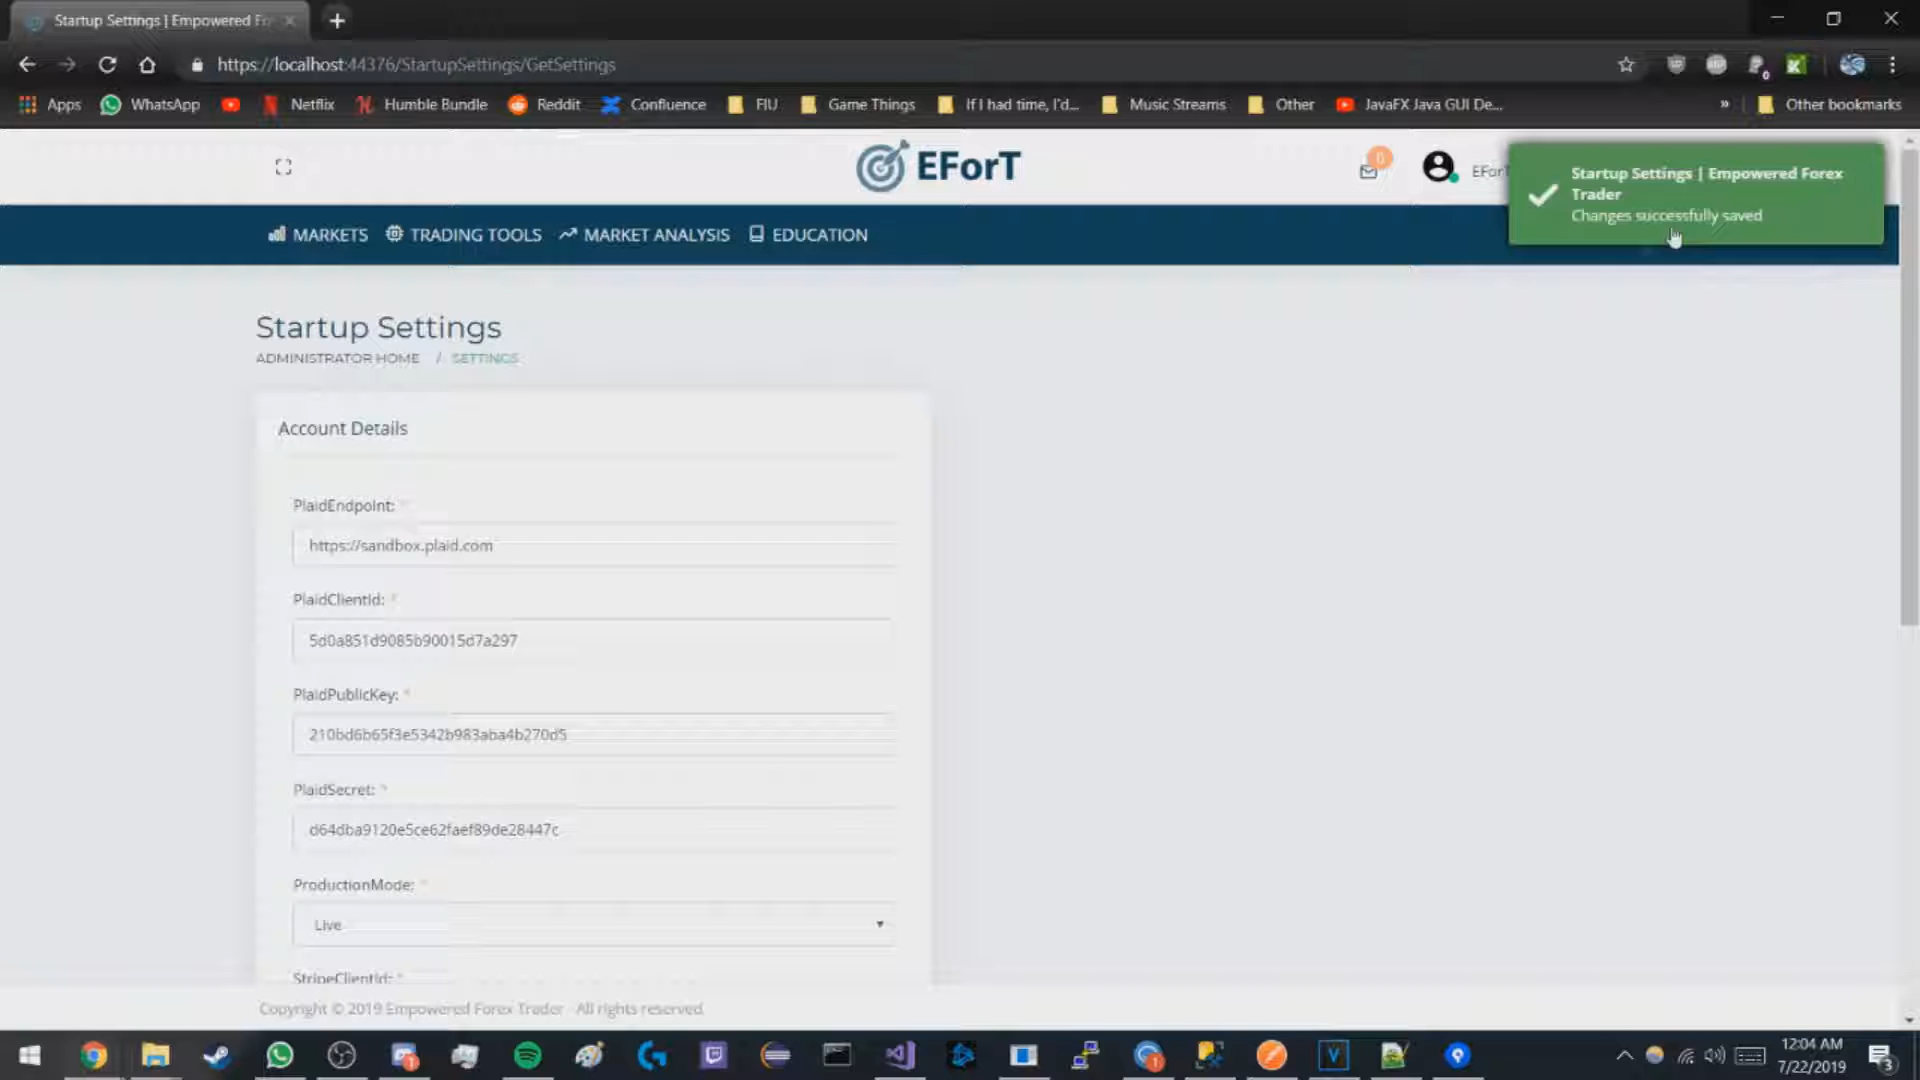 Startup Settings | Empowered Fo
https://localhost:44376/StartupSettings/GetSettings
Apps WhatsApp Netflix Humble Bundle Reddit Confluence FIU Game Things If I had time, I'd... Music Streams Other JavaFX Java GUI De... » Other bookmarks
EForT
0
EForT
Startup Settings | Empowered Forex
Trader
Changes successfully saved
MARKETS TRADING TOOLS MARKET ANALYSIS EDUCATION
Startup Settings
ADMINISTRATOR HOME / SETTINGS
Account Details
PlaidEndpoint: *
https://sandbox.plaid.com
PlaidClientId: *
5d0a851d9085b90015d7a297
PlaidPublicKey: *
210bd6b65f3e5342b983aba4b270d5
PlaidSecret: *
d64dba9120e5ce62faef89de28447c
ProductionMode: *
Live
StripeClientId: *
Copyright © 2019 Empowered Forex Trader - All rights reserved.
12:04 AM
7/22/2019
3